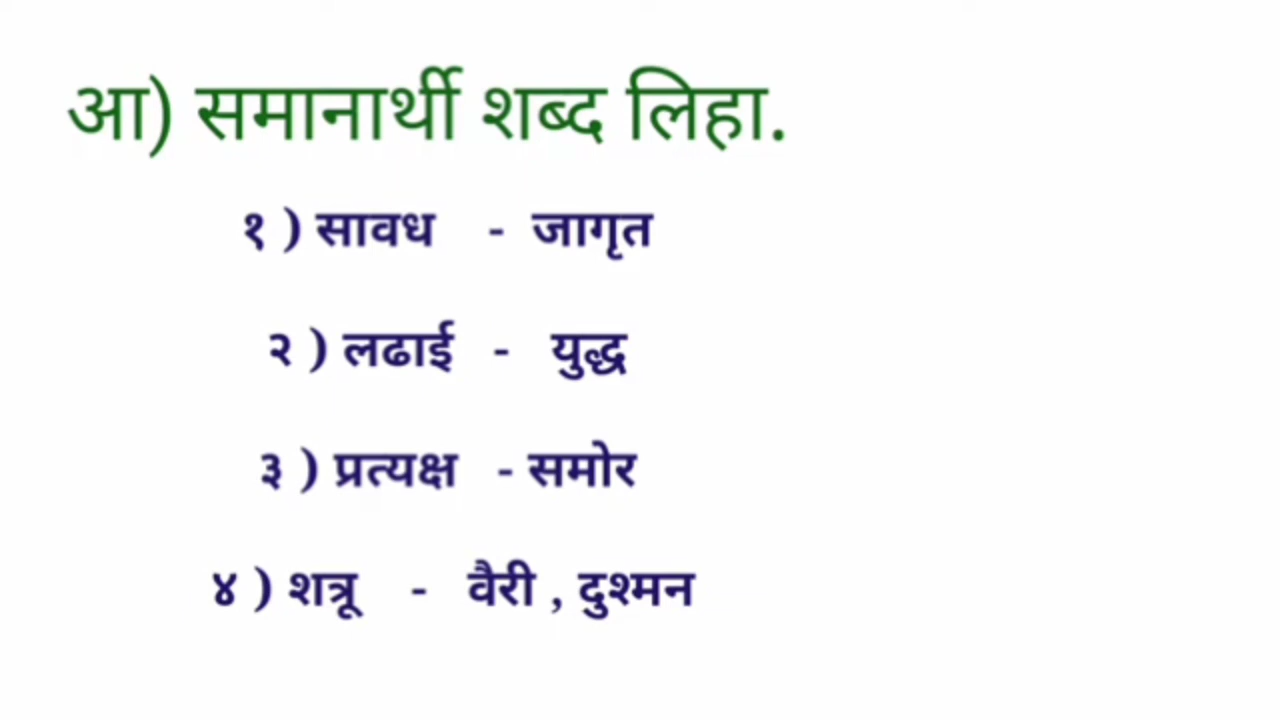 आ) समानार्थी शब्द लिहा.
१ ) सावध - जागृत
२ ) लढाई - युद्ध
३ ) प्रत्यक्ष - समोर
४ ) शत्रू - वैरी , दुश्मन